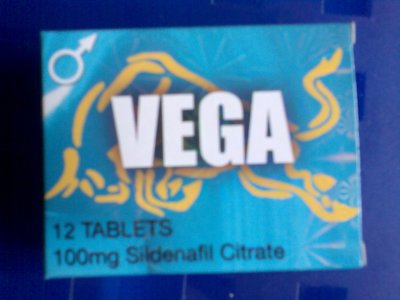 VEGA
12 TABLETS
100mg Sildenafil Citrate